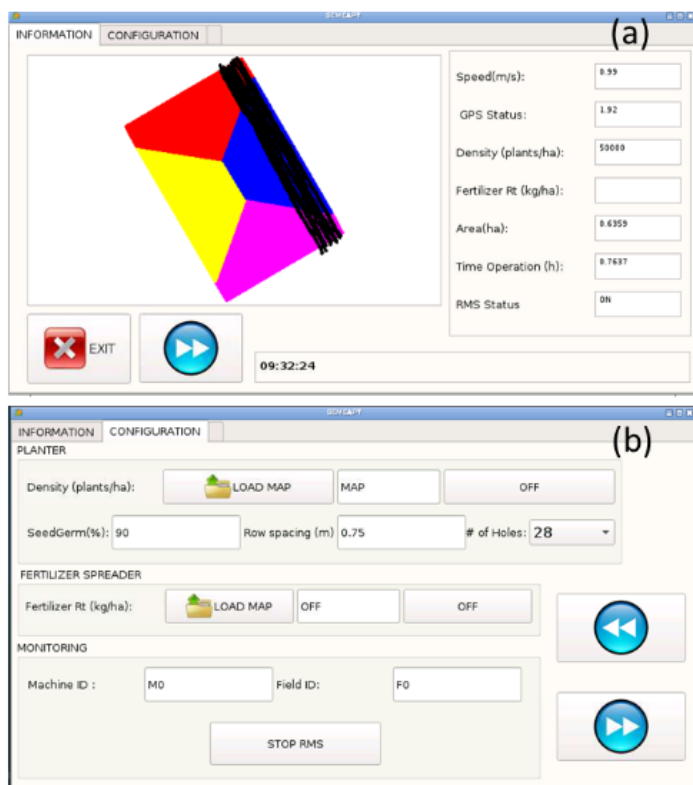 SCMEAPT
INFORMATION CONFIGURATION
(a)
Speed(m/s): 0.99
GPS Status: 1.92
Density (plants/ha): 50000
Fertilizer Rt (kg/ha):
Area(ha): 0.6359
Time Operation (h): 0.7637
RMS Status ON
EXIT
09:32:24
SCMEAPT
INFORMATION CONFIGURATION
(b)
PLANTER
Density (plants/ha): LOAD MAP MAP OFF
SeedGerm(%): 90 Row spacing (m) 0.75 # of Holes: 28
FERTILIZER SPREADER
Fertilizer Rt (kg/ha): LOAD MAP OFF OFF
MONITORING
Machine ID : M0 Field ID: F0
STOP RMS